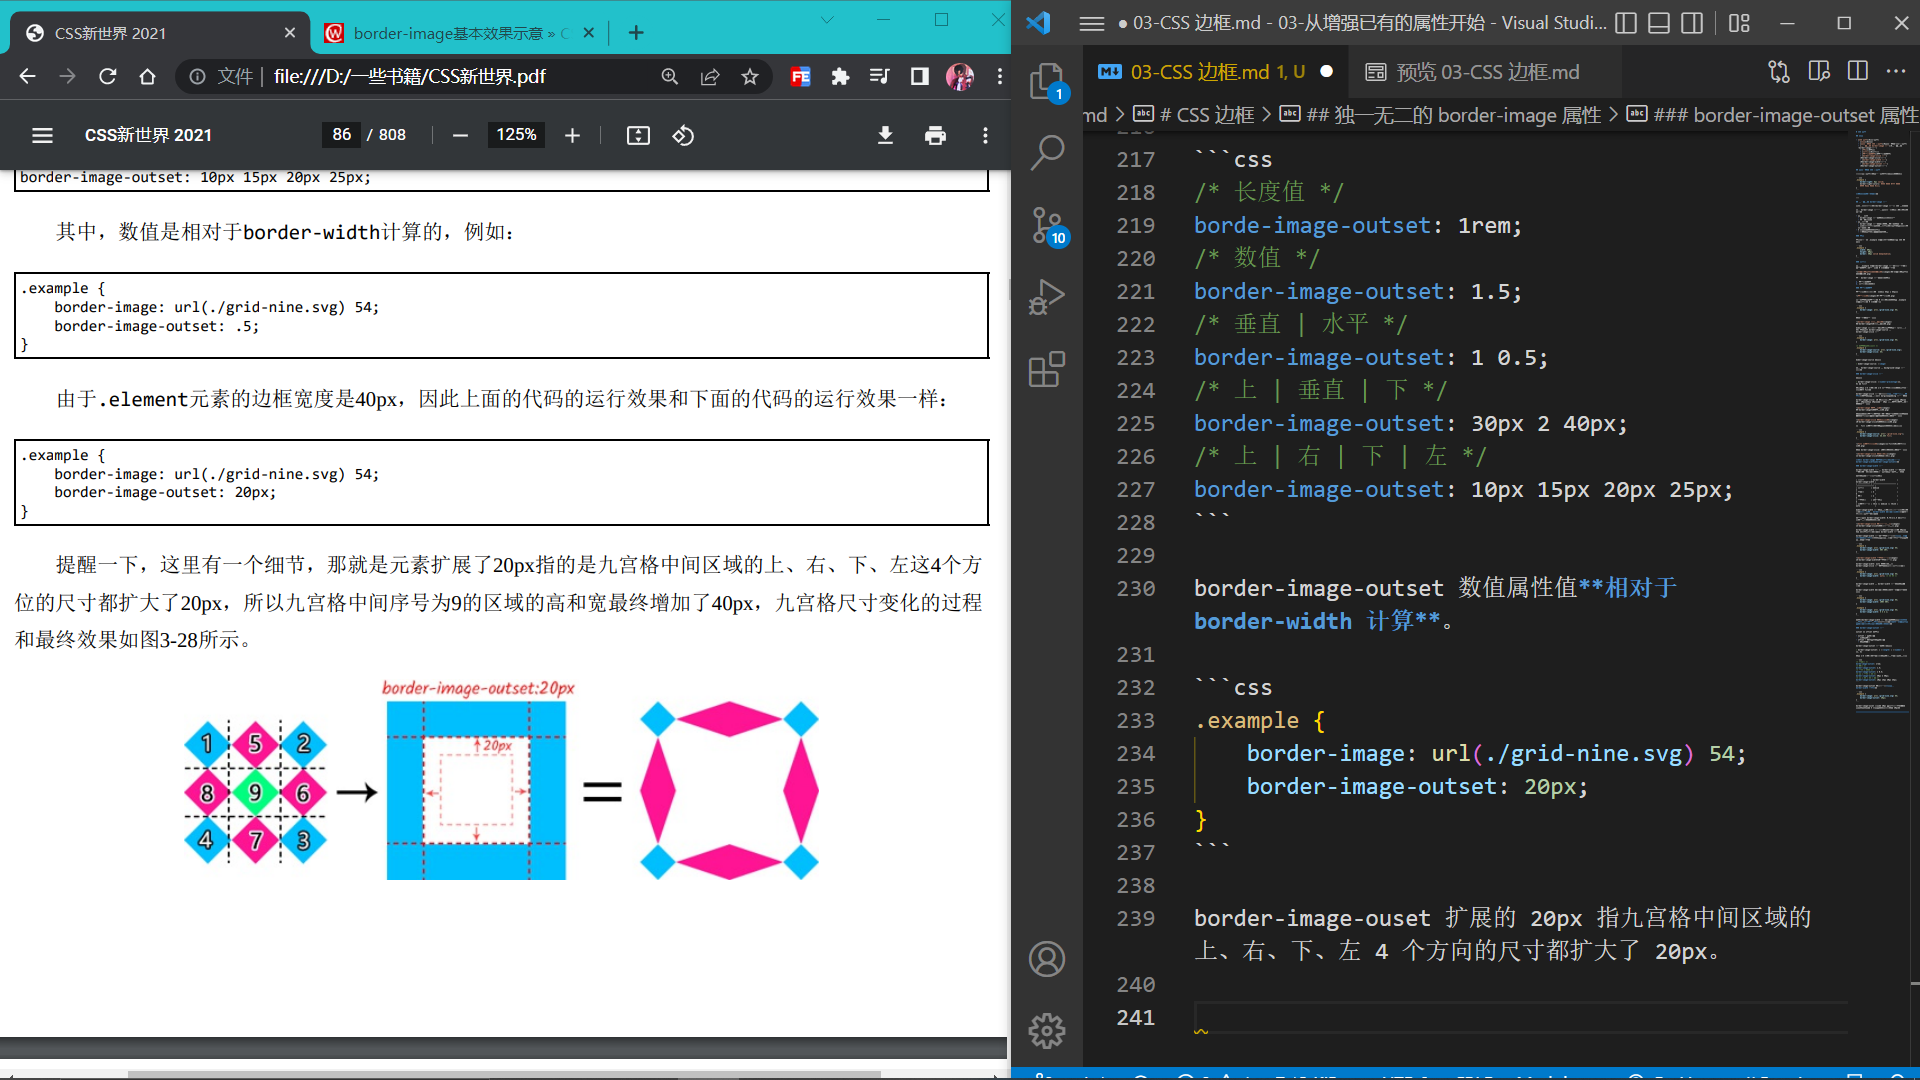 CSS新世界 2021
border-image基本效果示意 » C
文件 | file:///D:/一些书籍/CSS新世界.pdf
CSS新世界 2021
86 / 808
125%
border-image-outset: 10px 15px 20px 25px;
其中，数值是相对于border-width计算的，例如：
.example {
border-image: url(./grid-nine.svg) 54;
border-image-outset: .5;
}
由于.element元素的边框宽度是40px，因此上面的代码的运行效果和下面的代码的运行效果一样：
.example {
border-image: url(./grid-nine.svg) 54;
border-image-outset: 20px;
}
提醒一下，这里有一个细节，那就是元素扩展了20px指的是九宫格中间区域的上、右、下、左这4个方
位的尺寸都扩大了20px，所以九宫格中间序号为9的区域的高和宽最终增加了40px，九宫格尺寸变化的过程
和最终效果如图3-28所示。
border-image-outset:20px
20px
1 5 2
8 9 6
4 7 3
03-CSS 边框.md - 03-从增强已有的属性开始 - Visual Studi...
03-CSS 边框.md 1, U
预览 03-CSS 边框.md
md > # CSS 边框 > ## 独一无二的 border-image 属性 > ### border-image-outset 属性
1
10
217 ```css
218 /* 长度值 */
219 borde-image-outset: 1rem;
220 /* 数值 */
221 border-image-outset: 1.5;
222 /* 垂直 | 水平 */
223 border-image-outset: 1 0.5;
224 /* 上 | 垂直 | 下 */
225 border-image-outset: 30px 2 40px;
226 /* 上 | 右 | 下 | 左 */
227 border-image-outset: 10px 15px 20px 25px;
228 ```
229
230 border-image-outset 数值属性值**相对于
border-width 计算**。
231
232 ```css
233 .example {
234 border-image: url(./grid-nine.svg) 54;
235 border-image-outset: 20px;
236 }
237 ```
238
239 border-image-ouset 扩展的 20px 指九宫格中间区域的
上、右、下、左 4 个方向的尺寸都扩大了 20px。
240
241